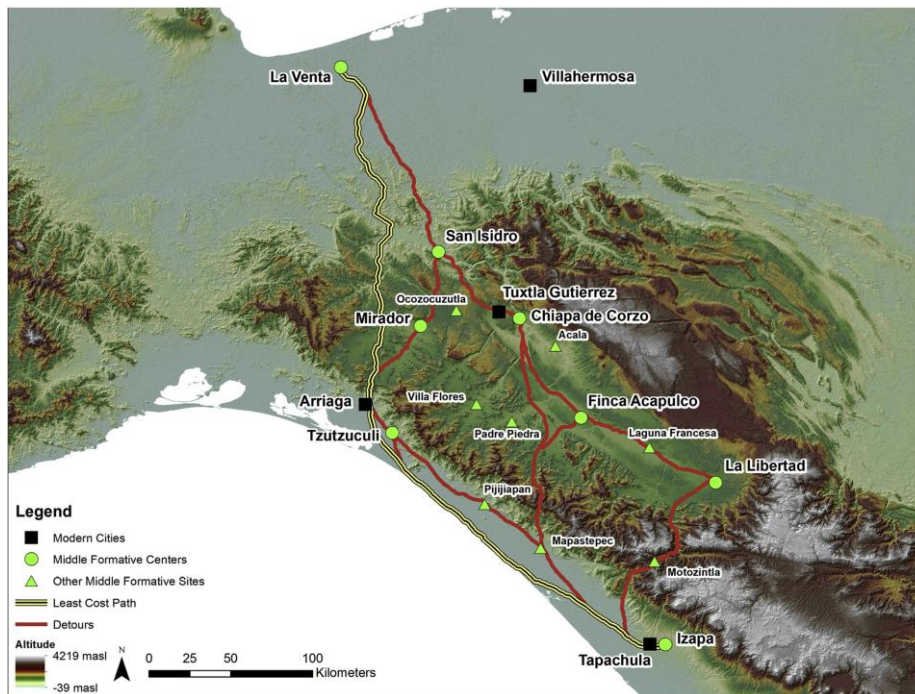 La Venta
Villahermosa
San Isidro
Tuxtla Gutierrez
Ocozocuzutla
Mirador
Chiapa de Corzo
Acala
Arriaga
Villa Flores
Finca Acapulco
Padre Piedra
Laguna Francesa
Tzutzuculi
La Libertad
Pijijiapan
Mapastepec
Motozintla
Izapa
Tapachula
Legend
Modern Cities
Middle Formative Centers
Other Middle Formative Sites
Least Cost Path
Detours
Altitude
4219 masl
-39 masl
N
0 25 50 100
Kilometers